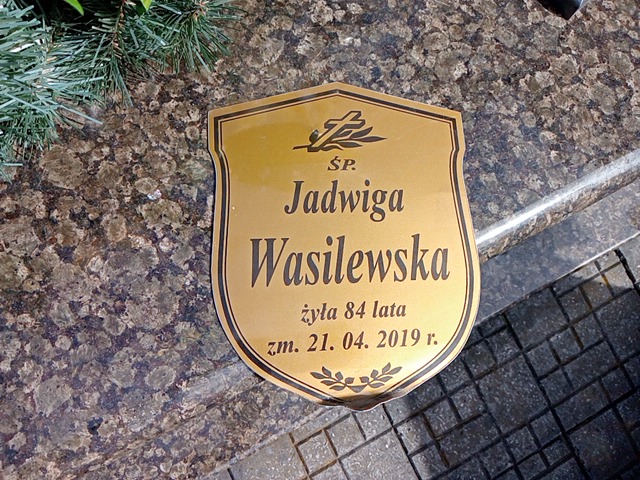 ŚP.
Jadwiga
Wasilewska
żyła 84 lata
zm. 21. 04. 2019 r.